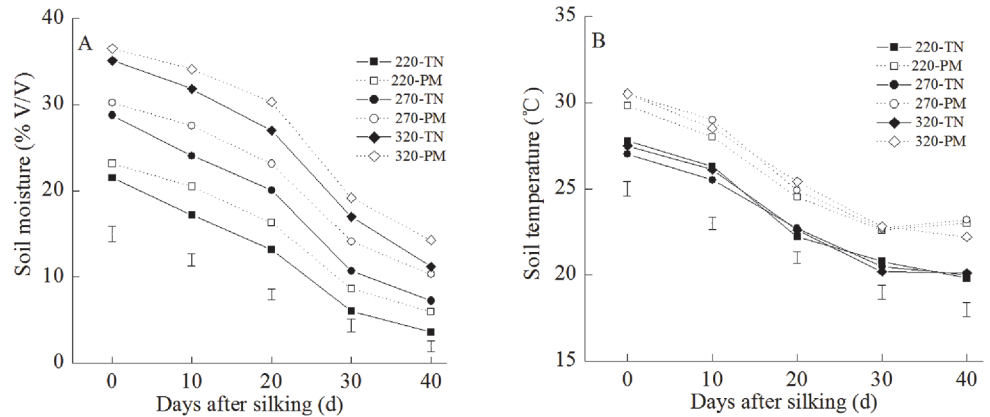 A
Soil moisture (% V/V)
40
30
20
10
0
220-TN
220-PM
270-TN
270-PM
320-TN
320-PM
0 10 20 30 40
Days after silking (d)
B
Soil temperature (℃)
35
30
25
20
15
220-TN
220-PM
270-TN
270-PM
320-TN
320-PM
0 10 20 30 40
Days after silking (d)